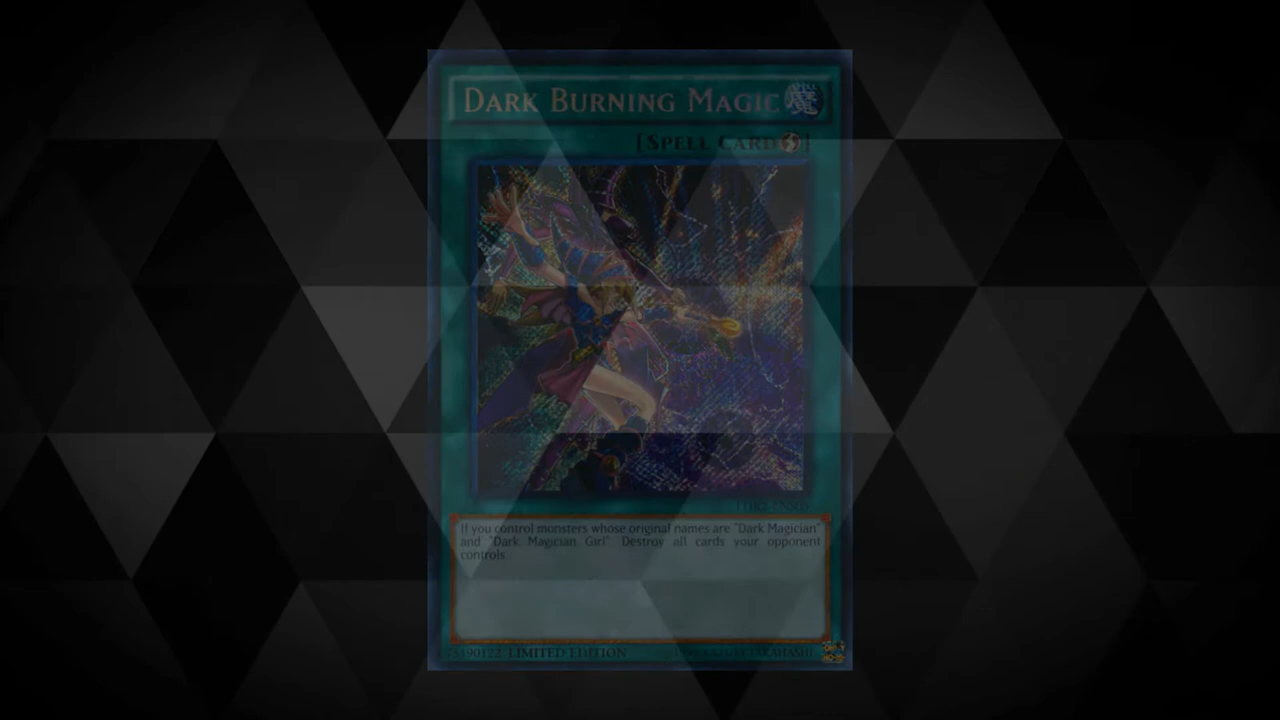 DARK BURNING MAGIC 魔
[SPELL CARD]
If you control monsters whose original names are "Dark Magician"
and "Dark Magician Girl": Destroy all cards your opponent
controls.
LIMITED EDITION